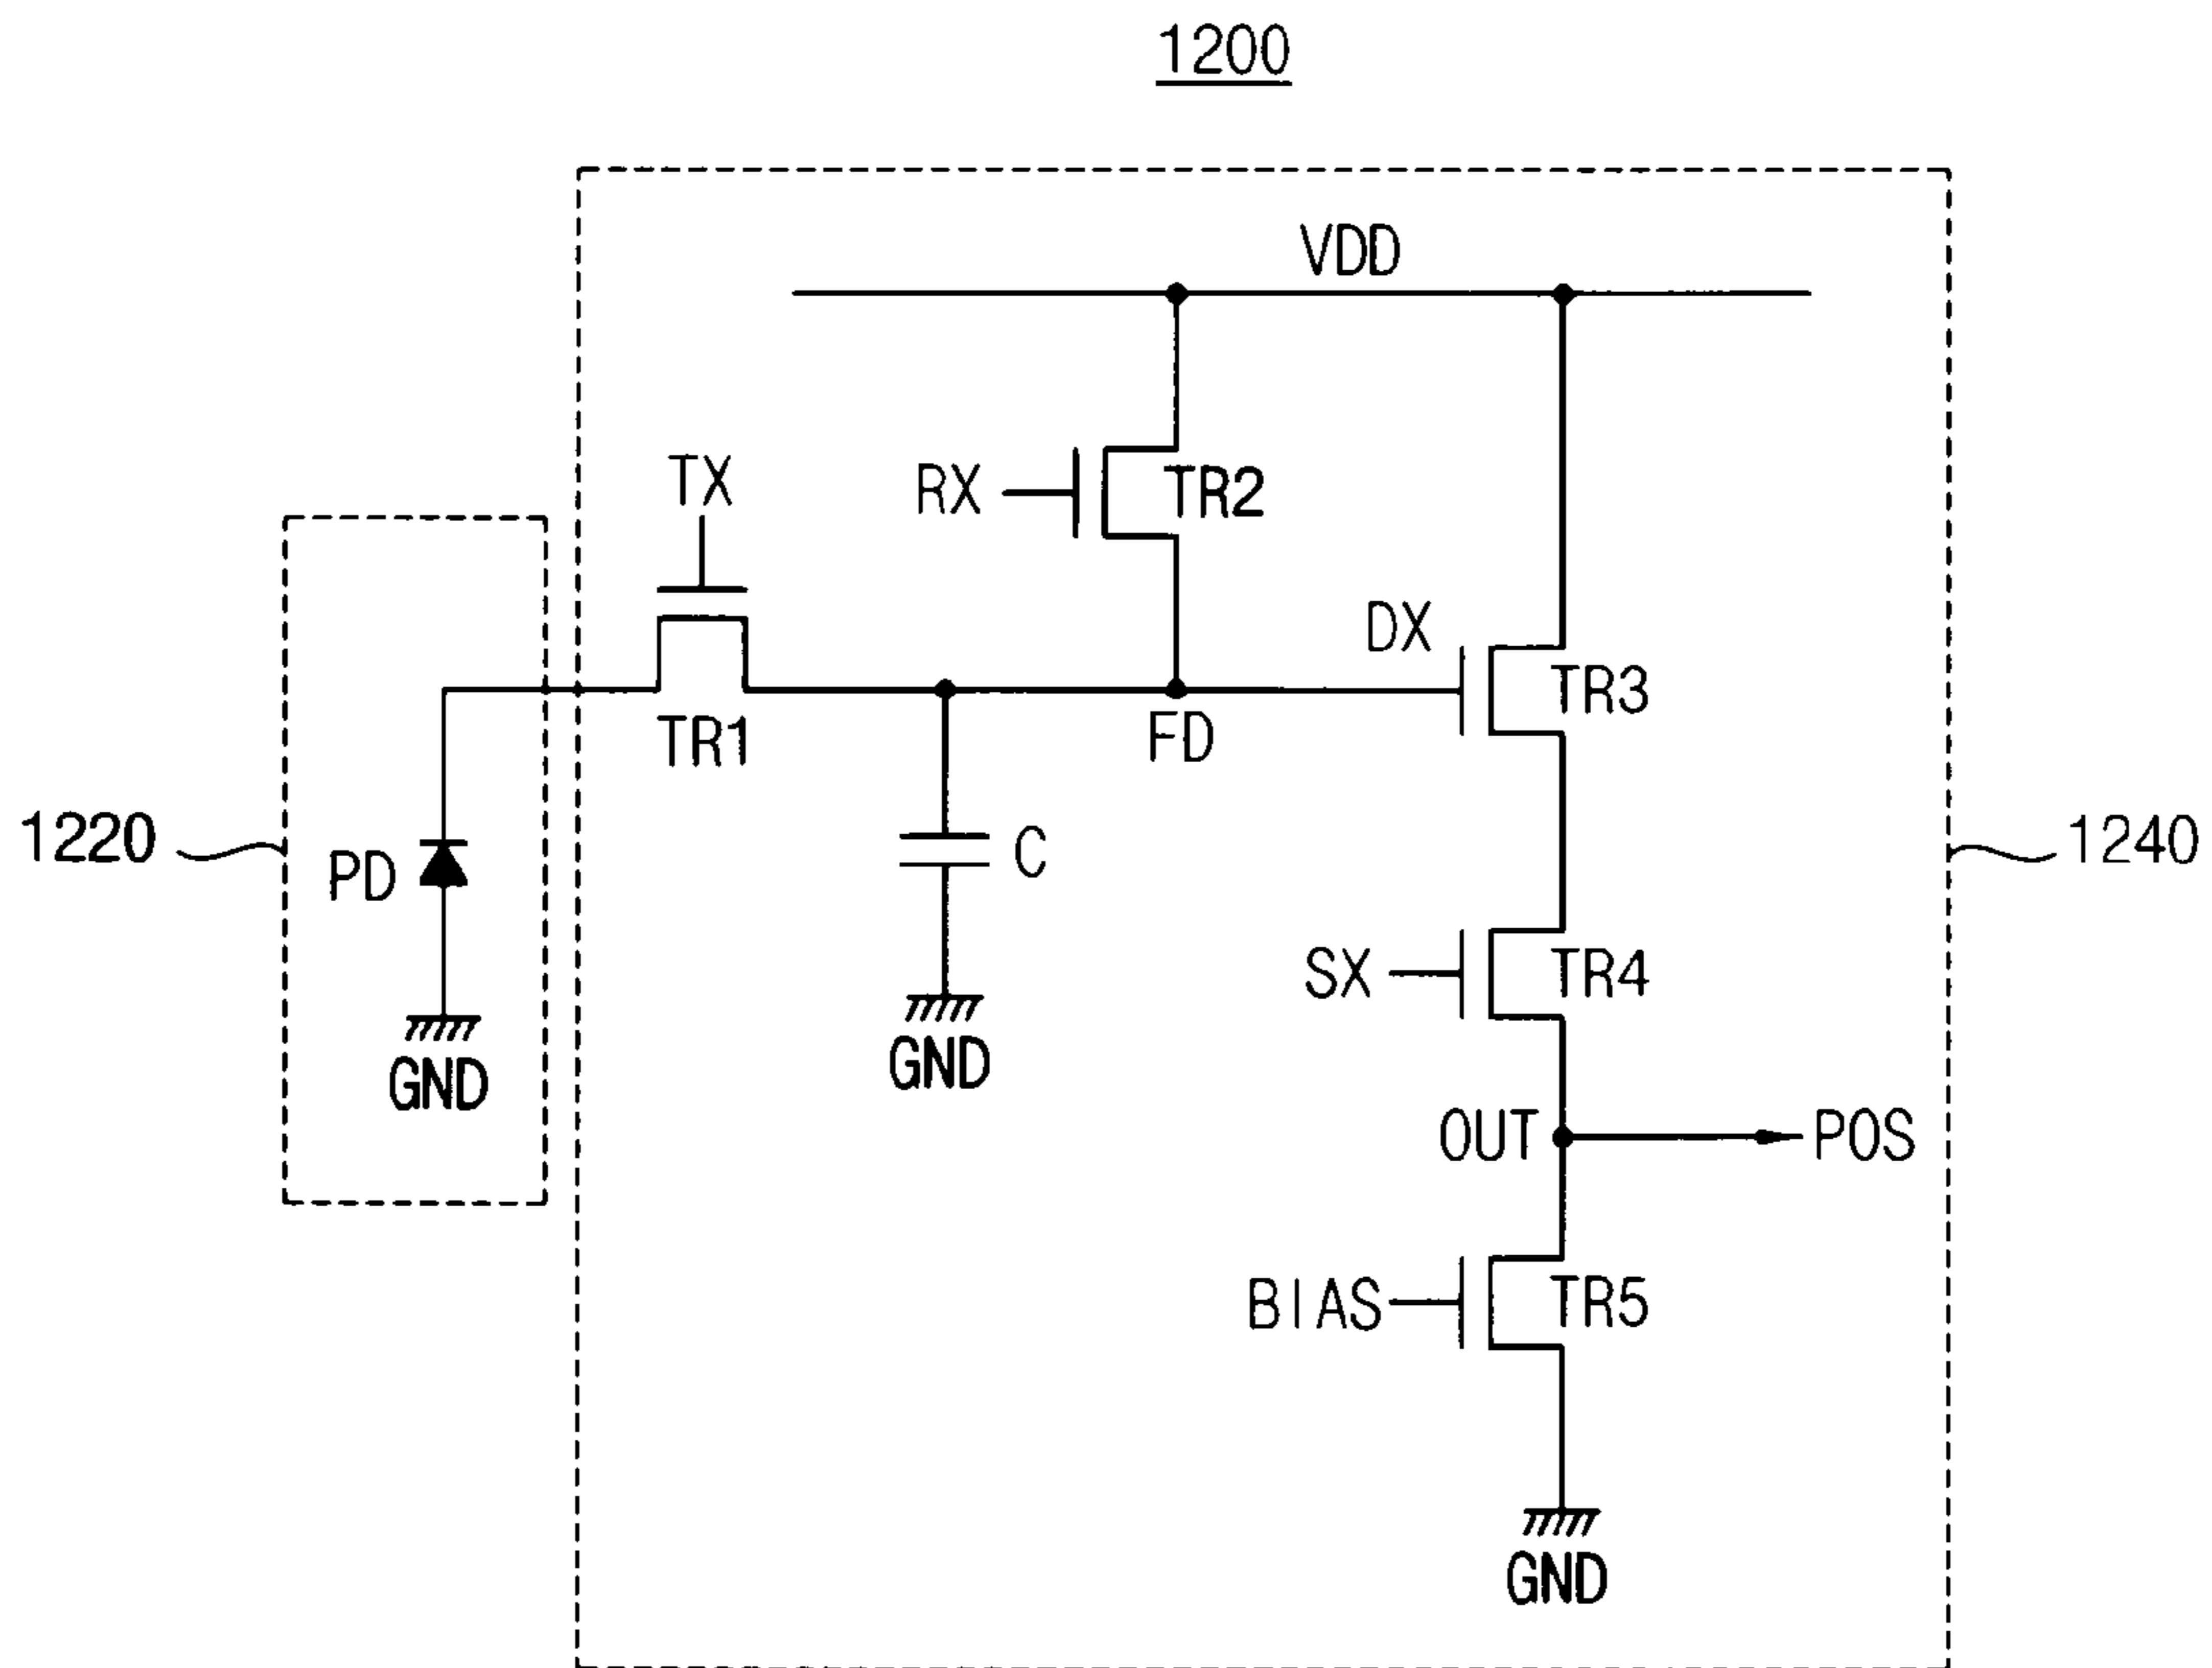 1200
VDD
TX
RX
TR2
DX
TR3
TR1
FD
1220
PD
C
1240
SX
TR4
GND
GND
OUT
POS
BIAS
TR5
GND